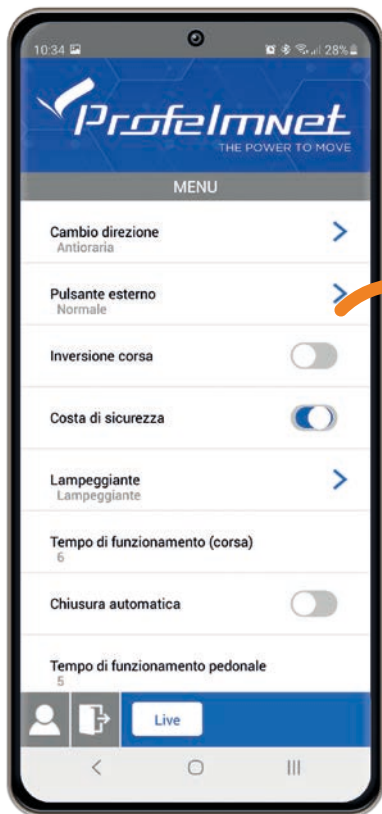 10:34 28%
Profelmnet
THE POWER TO MOVE
MENU
Cambio direzione
Antioraria
Pulsante esterno
Normale
Inversione corsa
Costa di sicurezza
Lampeggiante
Lampeggiante
Tempo di funzionamento (corsa)
6
Chiusura automatica
Tempo di funzionamento pedonale
5
Live